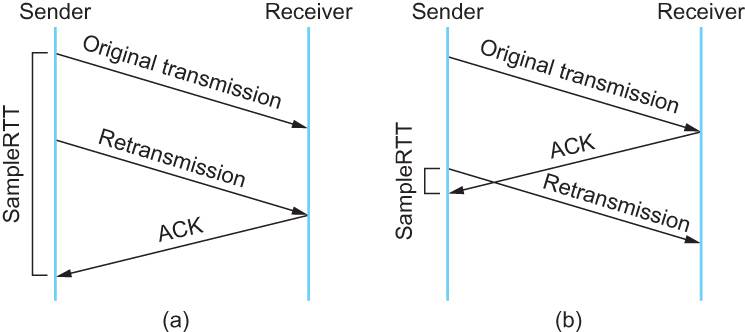 Sender
Receiver
Original transmission
Retransmission
ACK
SampleRTT
(a)
Sender
Receiver
Original transmission
ACK
Retransmission
SampleRTT
(b)